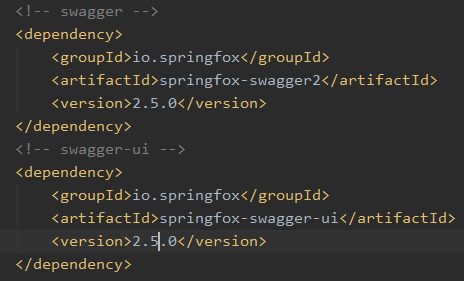 <!-- swagger -->
<dependency>
    <groupId>io.springfox</groupId>
    <artifactId>springfox-swagger2</artifactId>
    <version>2.5.0</version>
</dependency>
<!-- swagger-ui -->
<dependency>
    <groupId>io.springfox</groupId>
    <artifactId>springfox-swagger-ui</artifactId>
    <version>2.5.0</version>
</dependency>